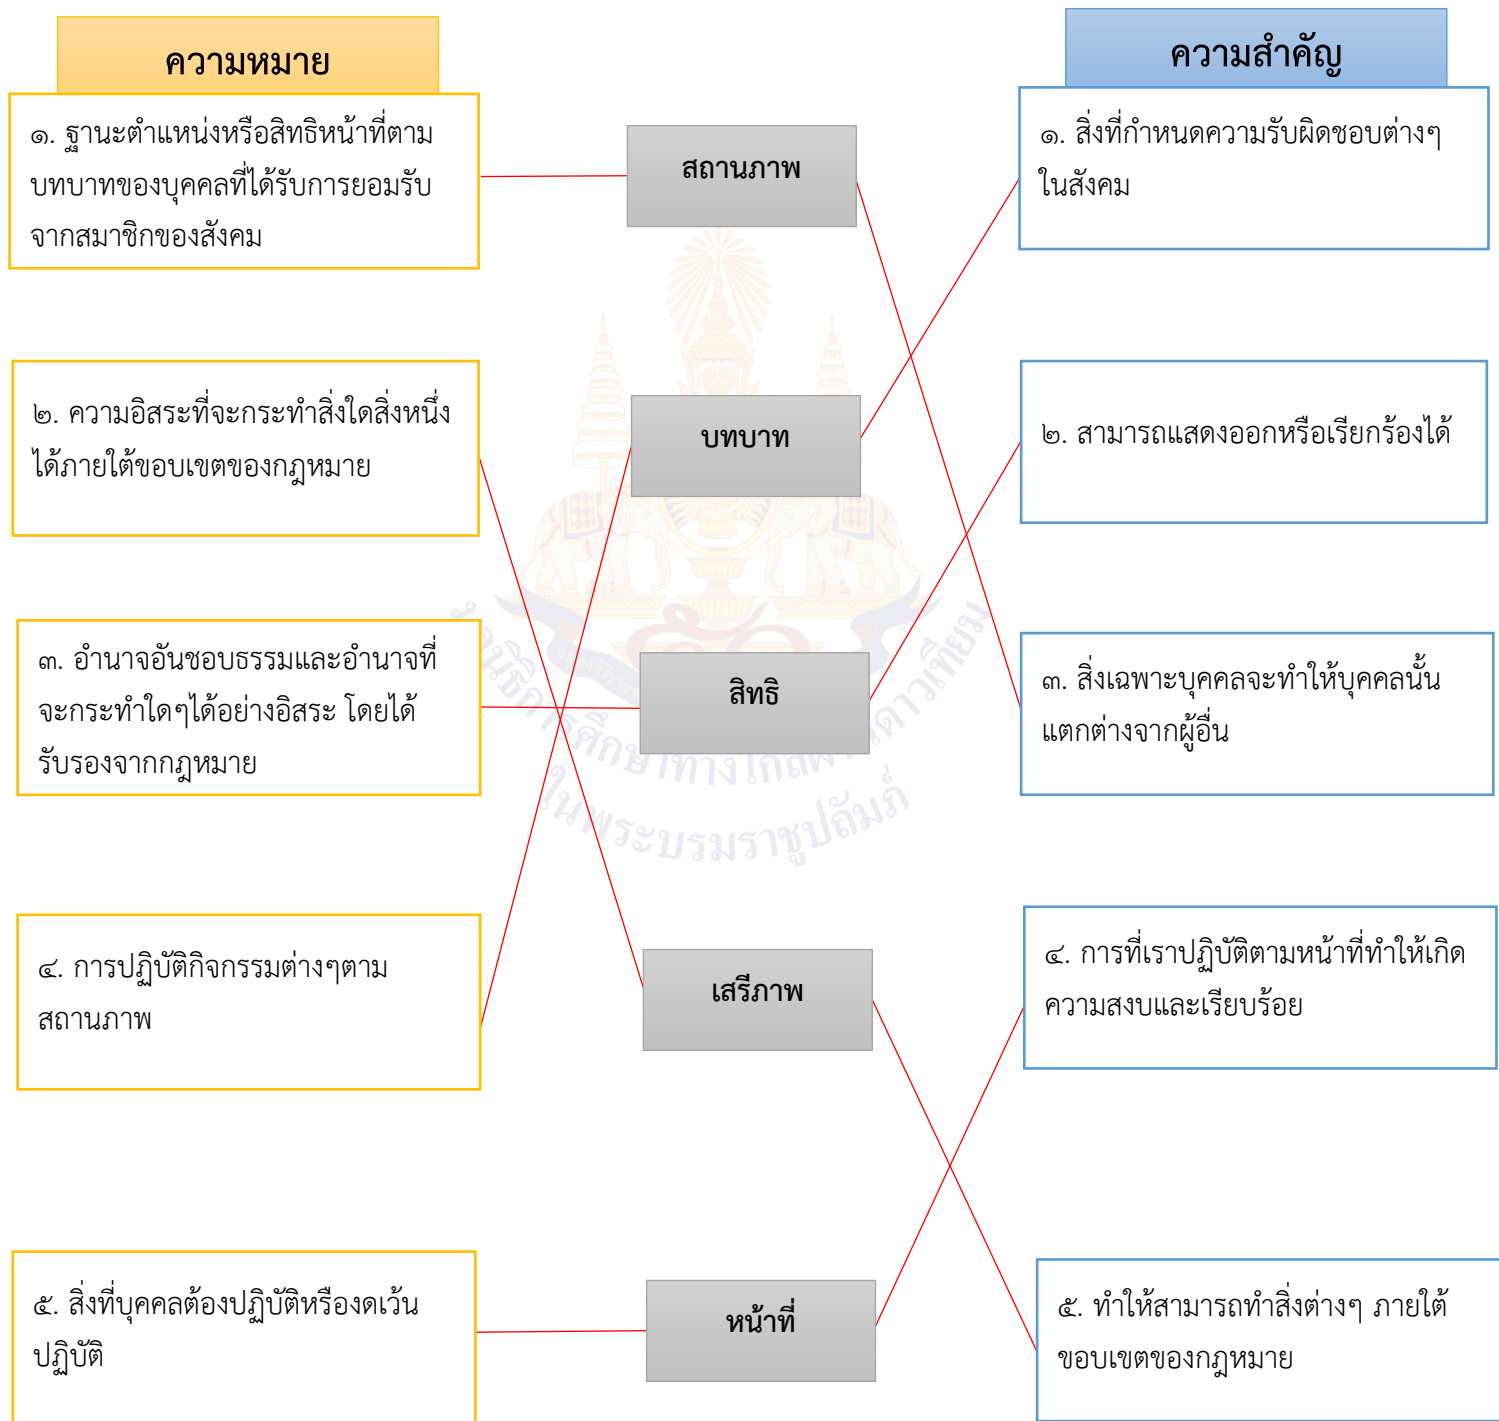 ความหมาย
ความสำคัญ
๑. ฐานะตำแหน่งหรือสิทธิหน้าที่ตาม
บทบาทของบุคคลที่ได้รับการยอมรับ
จากสมาชิกของสังคม
สถานภาพ
๑. สิ่งที่กำหนดความรับผิดชอบต่างๆ
ในสังคม
๒. ความอิสระที่จะกระทำสิ่งใดสิ่งหนึ่ง
ได้ภายใต้ขอบเขตของกฎหมาย
บทบาท
๒. สามารถแสดงออกหรือเรียกร้องได้
๓. อำนาจอันชอบธรรมและอำนาจที่
จะกระทำใดๆได้อย่างอิสระ โดยได้
รับรองจากกฎหมาย
สิทธิ
๓. สิ่งเฉพาะบุคคลจะทำให้บุคคลนั้น
แตกต่างจากผู้อื่น
ในพระบรมราชูปถัมภ์
๔. การปฏิบัติกิจกรรมต่างๆตาม
สถานภาพ
เสรีภาพ
๔. การที่เราปฏิบัติตามหน้าที่ทำให้เกิด
ความสงบและเรียบร้อย
๕. สิ่งที่บุคคลต้องปฏิบัติหรืองดเว้น
ปฏิบัติ
หน้าที่
๕. ทำให้สามารถทำสิ่งต่างๆ ภายใต้
ขอบเขตของกฎหมาย